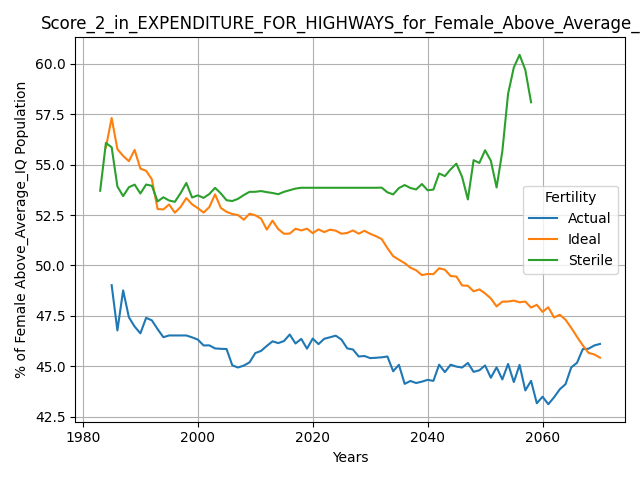 Score_2_in_EXPENDITURE_FOR_HIGHWAYS_for_Female_Above_Average_
60.0
57.5
55.0
52.5
50.0
47.5
45.0
42.5
% of Female Above_Average_IQ Population
Fertility
Actual
Ideal
Sterile
1980
2000
2020
2040
2060
Years